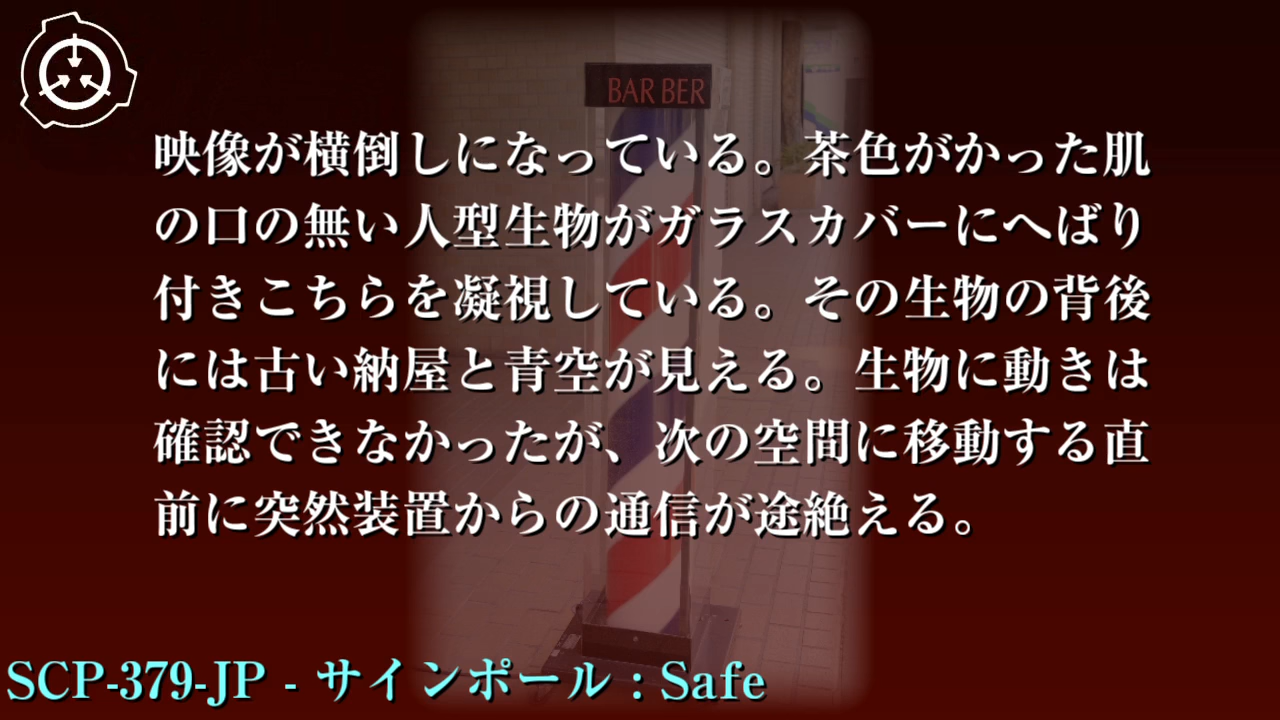 BARBER
映像が横倒しになっている。茶色がかった肌
の口の無い人型生物がガラスカバーにへばり
付きこちらを凝視している。その生物の背後
には古い納屋と青空が見える。生物に動きは
確認できなかったが、次の空間に移動する直
前に突然装置からの通信が途絶える。
SCP-379-JP - サインポール : Safe